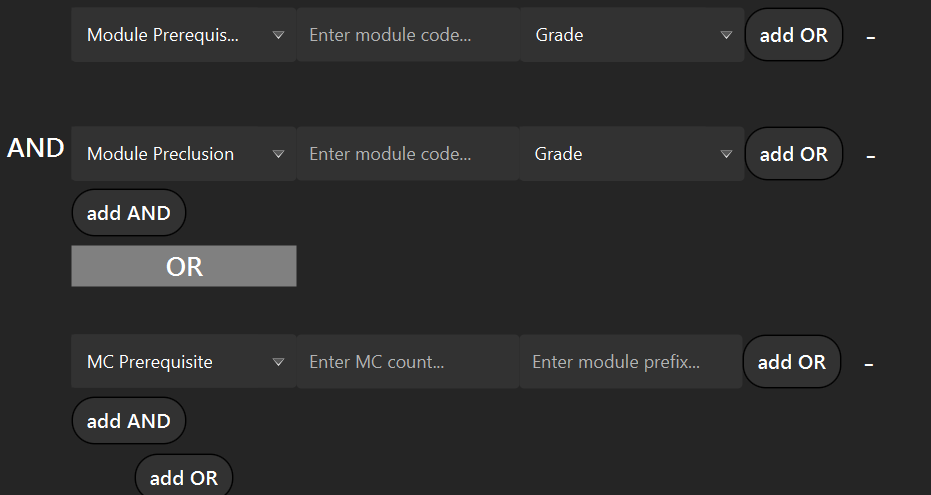 Module Prerequis... Enter module code... Grade add OR -
AND Module Preclusion Enter module code... Grade add OR -
add AND
OR
MC Prerequisite Enter MC count... Enter module prefix... add OR -
add AND
add OR